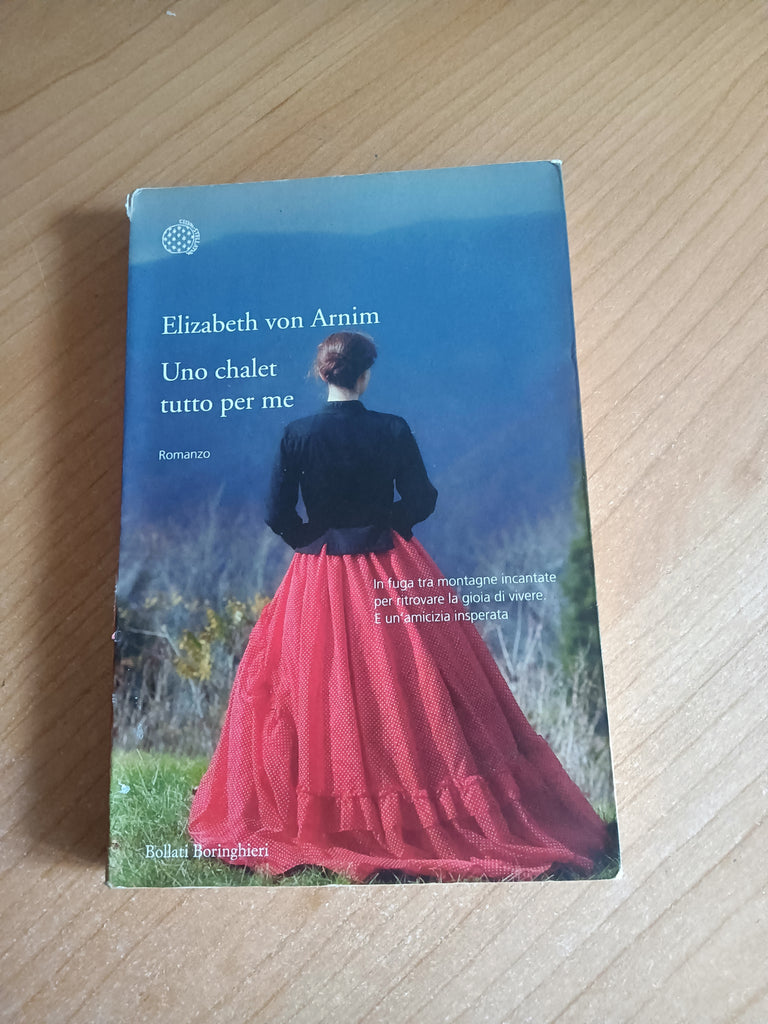 Elizabeth von Arnim
Uno chalet
tutto per me
Romanzo
In fuga tra montagne incantate
per ritrovare la gioia di vivere.
E un'amicizia insperata
Bollati Boringhieri